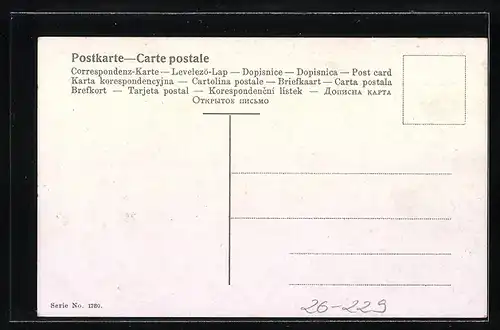 Postkarte—Carte postale
Correspondenz-Karte — Levelező-Lap — Dopisnice — Dopisnica — Post card
Karta korespondencyjna — Cartolina postale — Briefkaart — Carta postala
Brefkort — Tarjeta postal — Korespondenční lístek — Дописна карта
Открытое письмо
Serie No. 1780.
26-229